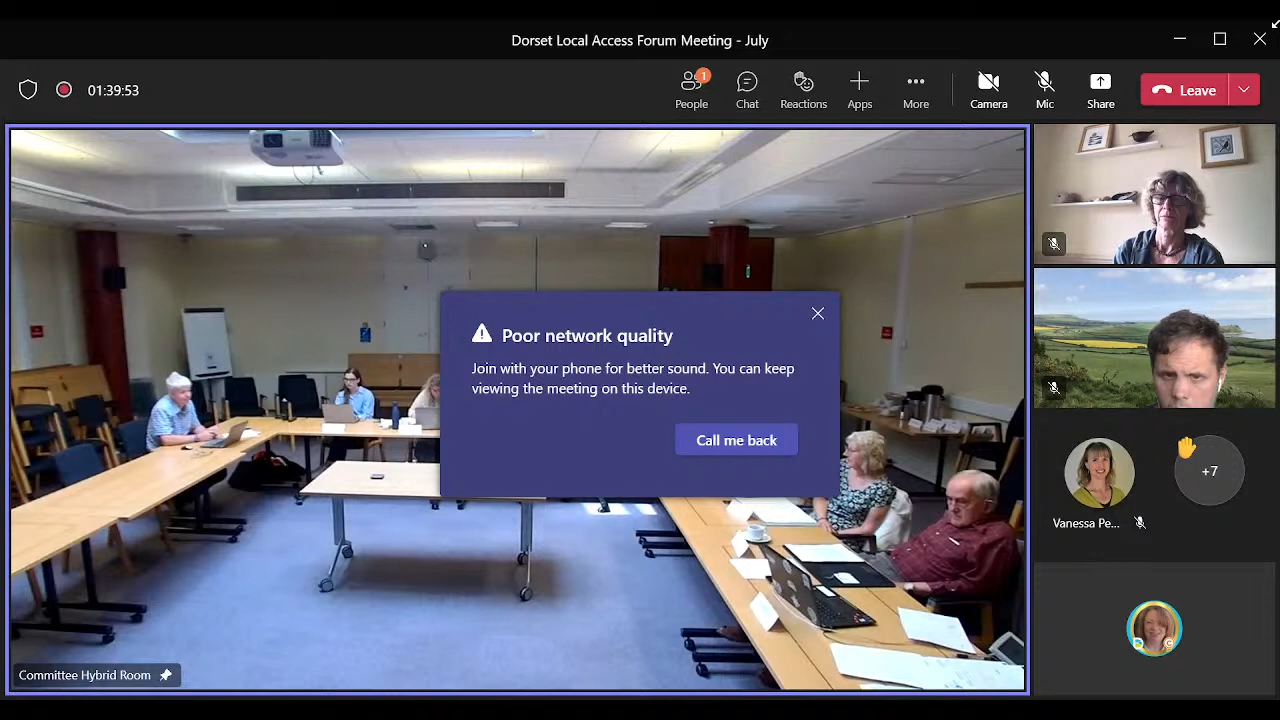 Dorset Local Access Forum Meeting - July
01:39:53
1
People
Chat
Reactions
Apps
More
Camera
Mic
Share
Leave
Poor network quality
Join with your phone for better sound. You can keep
viewing the meeting on this device.
Call me back
+7
Vanessa Pe...
Committee Hybrid Room